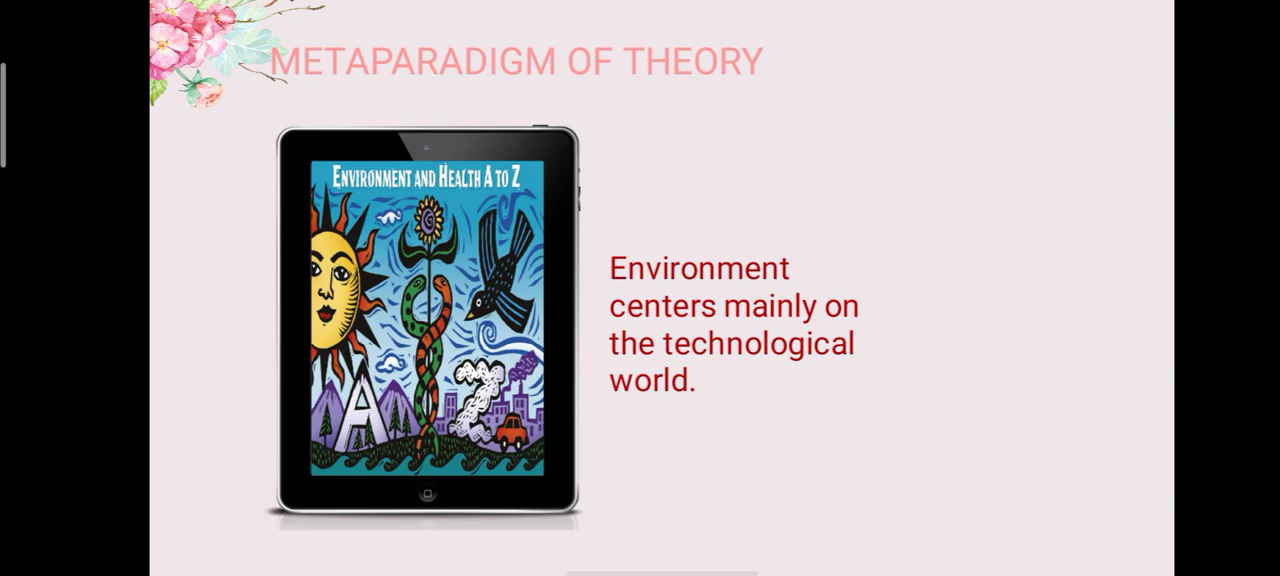 METAPARADIGM OF THEORY
ENVIRONMENT AND HEALTH A TO Z
A
Z
Environment
centers mainly on
the technological
world.